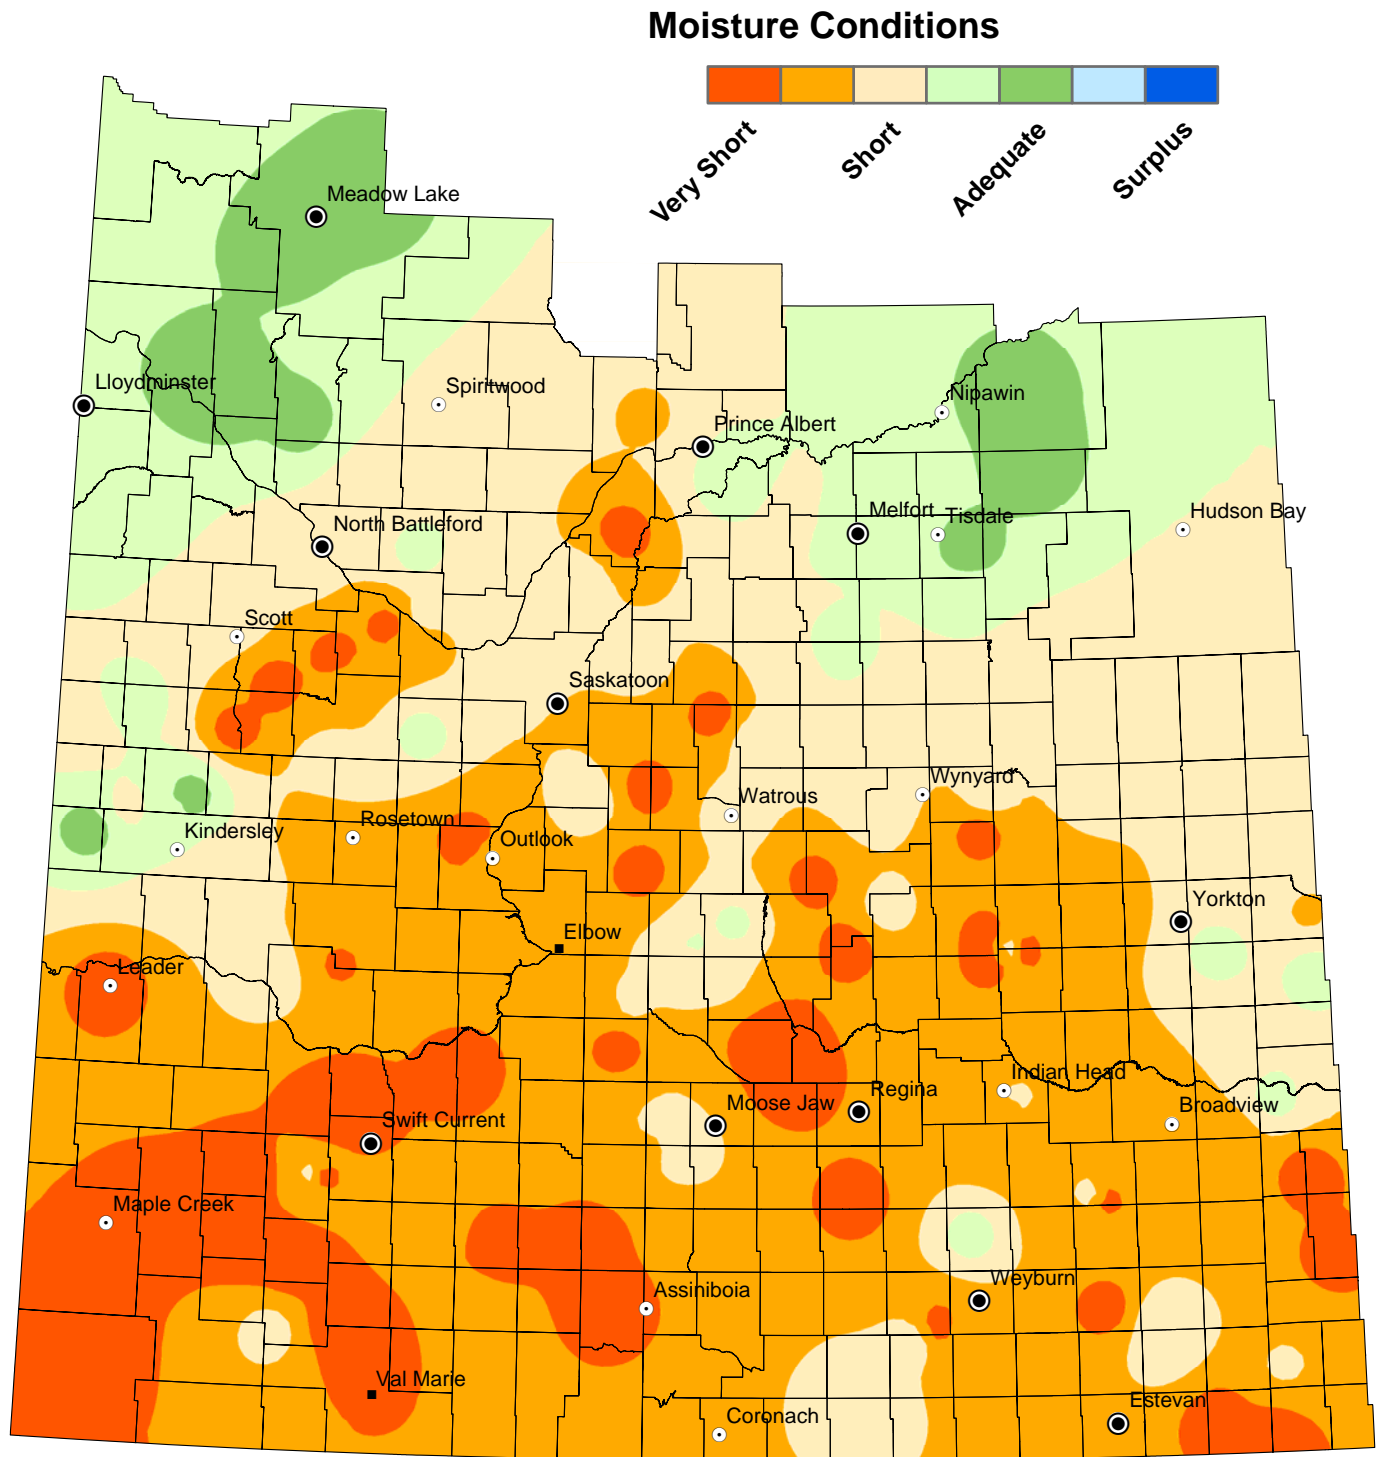 Moisture Conditions
Very Short
Short
Adequate
Surplus
Meadow Lake
Lloydminster
Spiritwood
Nipawin
Prince Albert
Melfort
Tisdale
Hudson Bay
North Battleford
Scott
Saskatoon
Wynyard
Watrous
Rosetown
Kindersley
Outlook
Yorkton
Elbow
Leader
Indian Head
Regina
Moose Jaw
Broadview
Swift Current
Maple Creek
Weyburn
Assiniboia
Val Marie
Estevan
Coronach